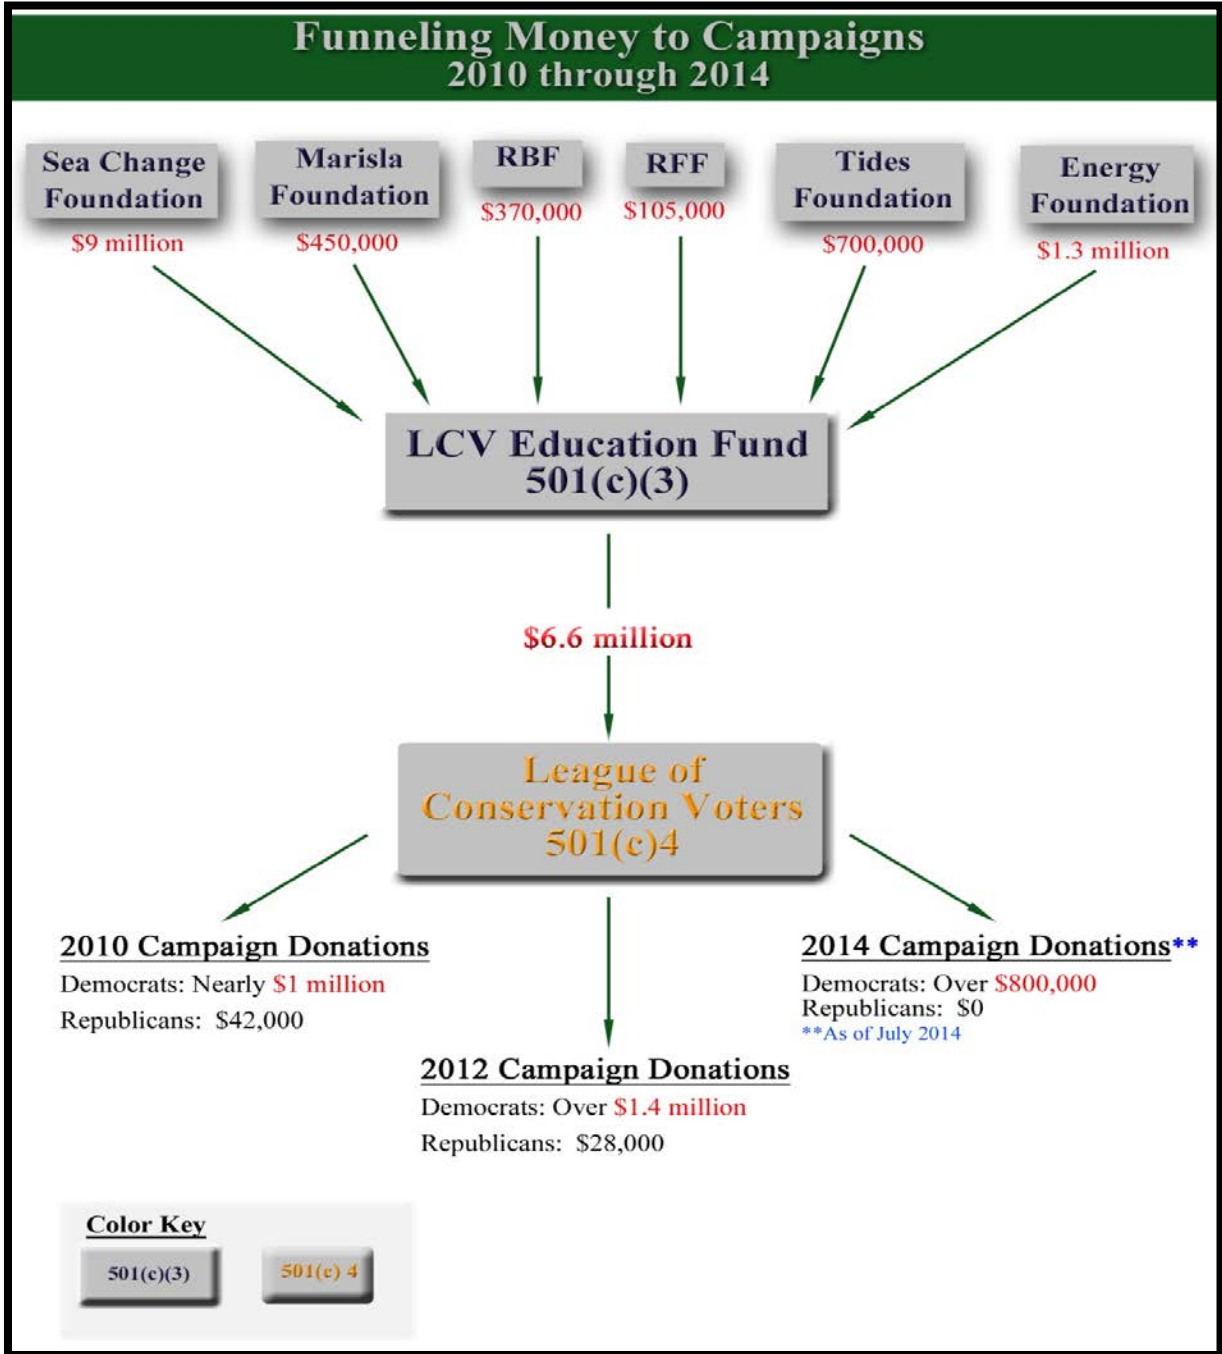 Funneling Money to Campaigns
2010 through 2014
Sea Change
Foundation
$9 million
Marisla
Foundation
$450,000
RBF
$370,000
RFF
$105,000
Tides
Foundation
$700,000
Energy
Foundation
$1.3 million
LCV Education Fund
501(c)(3)
$6.6 million
League of
Conservation Voters
501(c)4
2010 Campaign Donations
Democrats: Nearly $1 million
Republicans: $42,000
2012 Campaign Donations
Democrats: Over $1.4 million
Republicans: $28,000
2014 Campaign Donations**
Democrats: Over $800,000
Republicans: $0
**As of July 2014
Color Key
501(c)(3)
501(c) 4